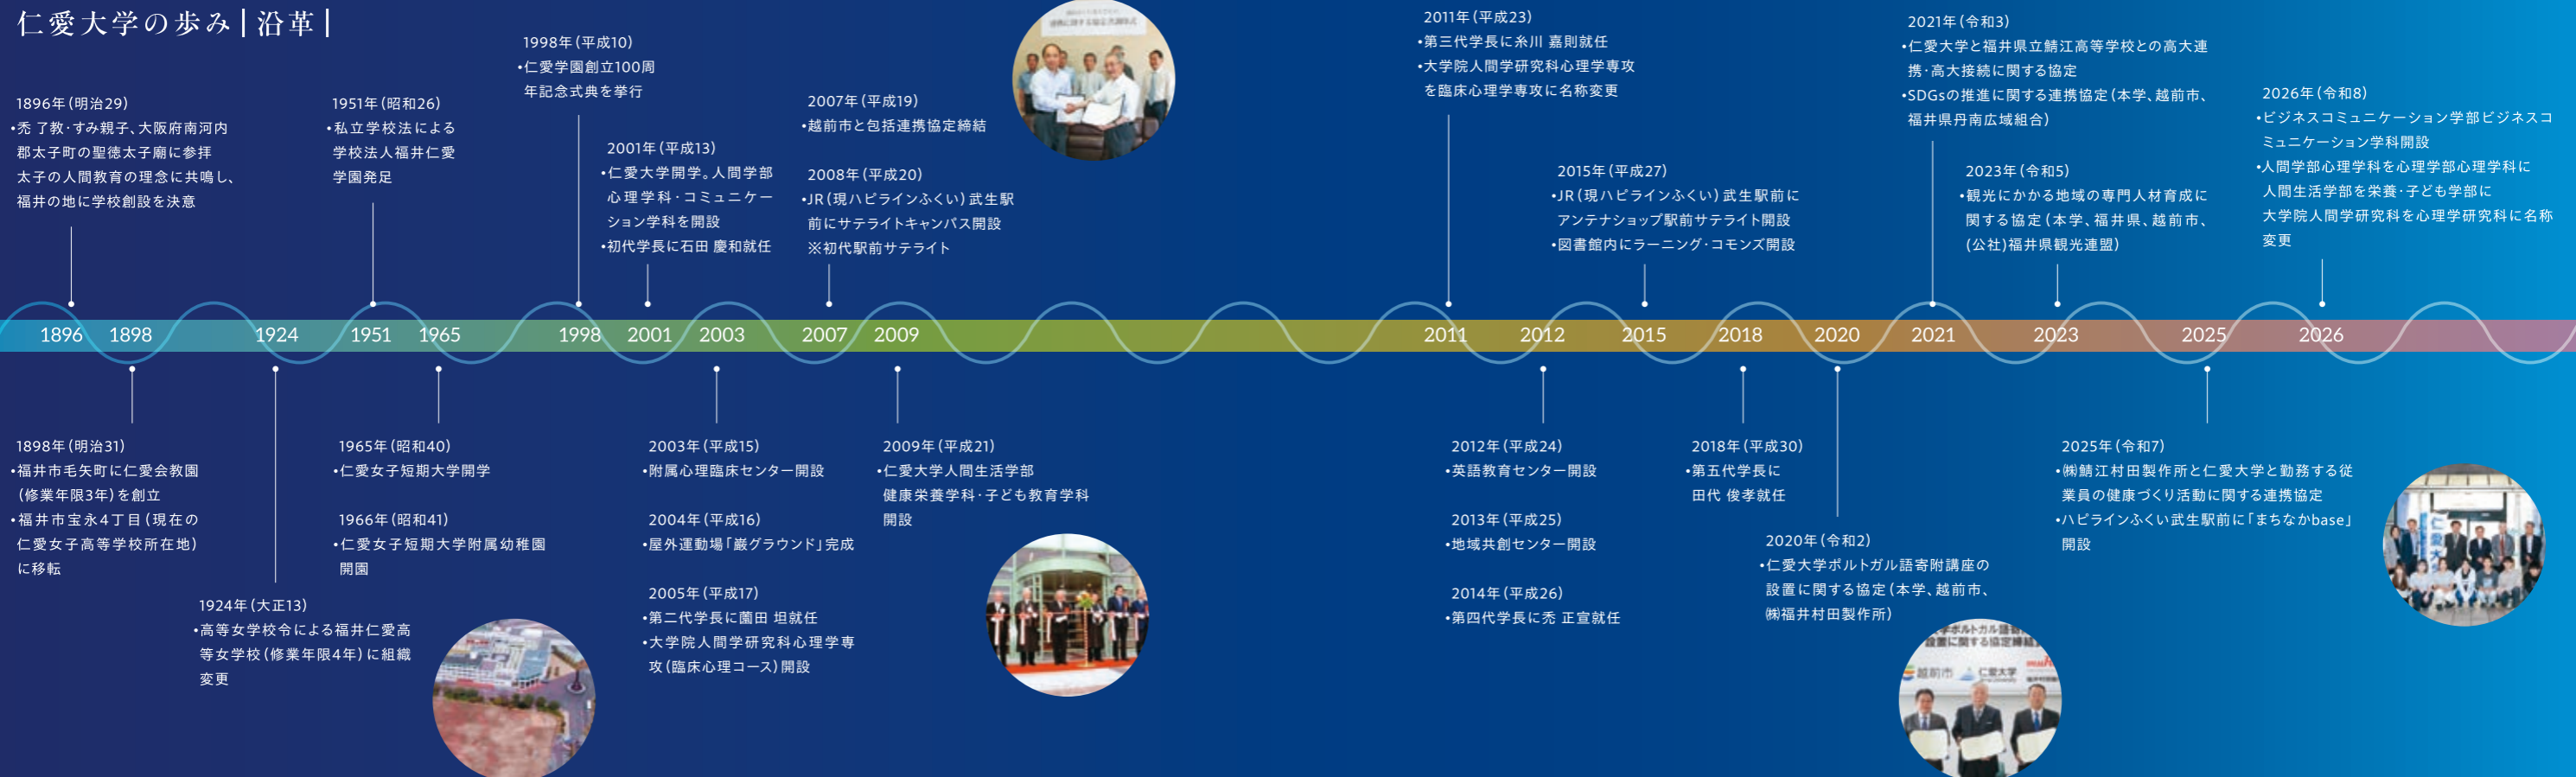 仁愛大学の歩み|沿革|
1896年(明治29)
•禿 了教・すみ親子、大阪府南河内
郡太子町の聖徳太子廟に参拝
太子の人間教育の理念に共鳴し、
福井の地に学校創設を決意
1951年(昭和26)
•私立学校法による
学校法人福井仁愛
学園発足
1998年(平成10)
•仁愛学園創立100周
年記念式典を挙行
2001年(平成13)
•仁愛大学開学。人間学部
心理学科・コミュニケー
ション学科を開設
•初代学長に石田 慶和就任
2007年(平成19)
•越前市と包括連携協定締結
2008年(平成20)
•JR(現ハピラインふくい)武生駅
前にサテライトキャンパス開設
※初代駅前サテライト
2011年(平成23)
•第三代学長に糸川 嘉則就任
•大学院人間学研究科心理学専攻
を臨床心理学専攻に名称変更
2015年(平成27)
•JR(現ハピラインふくい)武生駅前に
アンテナショップ駅前サテライト開設
•図書館内にラーニング・コモンズ開設
2021年(令和3)
•仁愛大学と福井県立鯖江高等学校との高大連
携・高大接続に関する協定
•SDGsの推進に関する連携協定(本学、越前市、
福井県丹南広域組合)
2023年(令和5)
•観光にかかる地域の専門人材育成に
関する協定(本学、福井県、越前市、
(公社)福井県観光連盟)
2026年(令和8)
•ビジネスコミュニケーション学部ビジネスコ
ミュニケーション学科開設
•人間学部心理学科を心理学部心理学科に
人間生活学部を栄養・子ども学部に
大学院人間学研究科を心理学研究科に名称
変更
1896 1898 1924 1951 1965 1998 2001 2003 2007 2009 2011 2012 2015 2018 2020 2021 2023 2025 2026
1898年(明治31)
•福井市毛矢町に仁愛会教園
(修業年限3年)を創立
•福井市宝永4丁目(現在の
仁愛女子高等学校所在地)
に移転
1924年(大正13)
•高等女学校令による福井仁愛高
等女学校(修業年限4年)に組織
変更
1965年(昭和40)
•仁愛女子短期大学開学
1966年(昭和41)
•仁愛女子短期大学附属幼稚園
開園
2003年(平成15)
•附属心理臨床センター開設
2004年(平成16)
•屋外運動場「巌グラウンド」完成
2005年(平成17)
•第二代学長に薗田 坦就任
•大学院人間学研究科心理学専
攻(臨床心理コース)開設
2009年(平成21)
•仁愛大学人間生活学部
健康栄養学科・子ども教育学科
開設
2012年(平成24)
•英語教育センター開設
2013年(平成25)
•地域共創センター開設
2014年(平成26)
•第四代学長に禿 正宣就任
2018年(平成30)
•第五代学長に
田代 俊孝就任
2020年(令和2)
•仁愛大学ポルトガル語寄附講座の
設置に関する協定(本学、越前市、
㈱福井村田製作所)
2025年(令和7)
•㈱鯖江村田製作所と仁愛大学と勤務する従
業員の健康づくり活動に関する連携協定
•ハピラインふくい武生駅前に「まちなかbase」
開設
設置に関する協定締結
越前市 仁愛大学
仁愛大